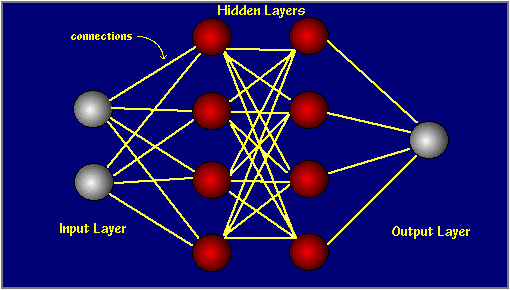 Hidden Layers
connections
Input Layer
Output Layer